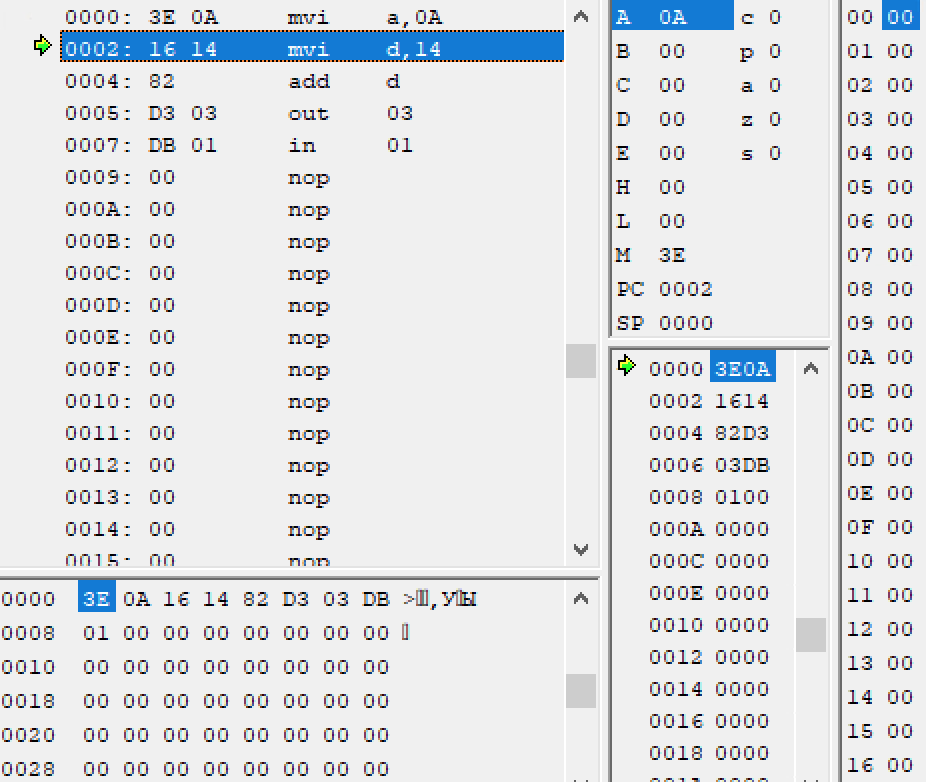 0000: 3E 0A mvi a,0A
0002: 16 14 mvi d,14
0004: 82 add d
0005: D3 03 out 03
0007: DB 01 in 01
0009: 00 nop
000A: 00 nop
000B: 00 nop
000C: 00 nop
000D: 00 nop
000E: 00 nop
000F: 00 nop
0010: 00 nop
0011: 00 nop
0012: 00 nop
0013: 00 nop
0014: 00 nop
0015: 00 nop
0000 3E 0A 16 14 82 D3 03 DB
0008 01 00 00 00 00 00 00 00
0010 00 00 00 00 00 00 00 00
0018 00 00 00 00 00 00 00 00
0020 00 00 00 00 00 00 00 00
0028 00 00 00 00 00 00 00 00
A 0A c 0
B 00 p 0
C 00 a 0
D 00 z 0
E 00 s 0
H 00
L 00
M 3E
PC 0002
SP 0000
0000 3E0A
0002 1614
0004 82D3
0006 03DB
0008 0100
000A 0000
000C 0000
000E 0000
0010 0000
0012 0000
0014 0000
0016 0000
0018 0000
00 00
01 00
02 00
03 00
04 00
05 00
06 00
07 00
08 00
09 00
0A 00
0B 00
0C 00
0D 00
0E 00
0F 00
10 00
11 00
12 00
13 00
14 00
15 00
16 00